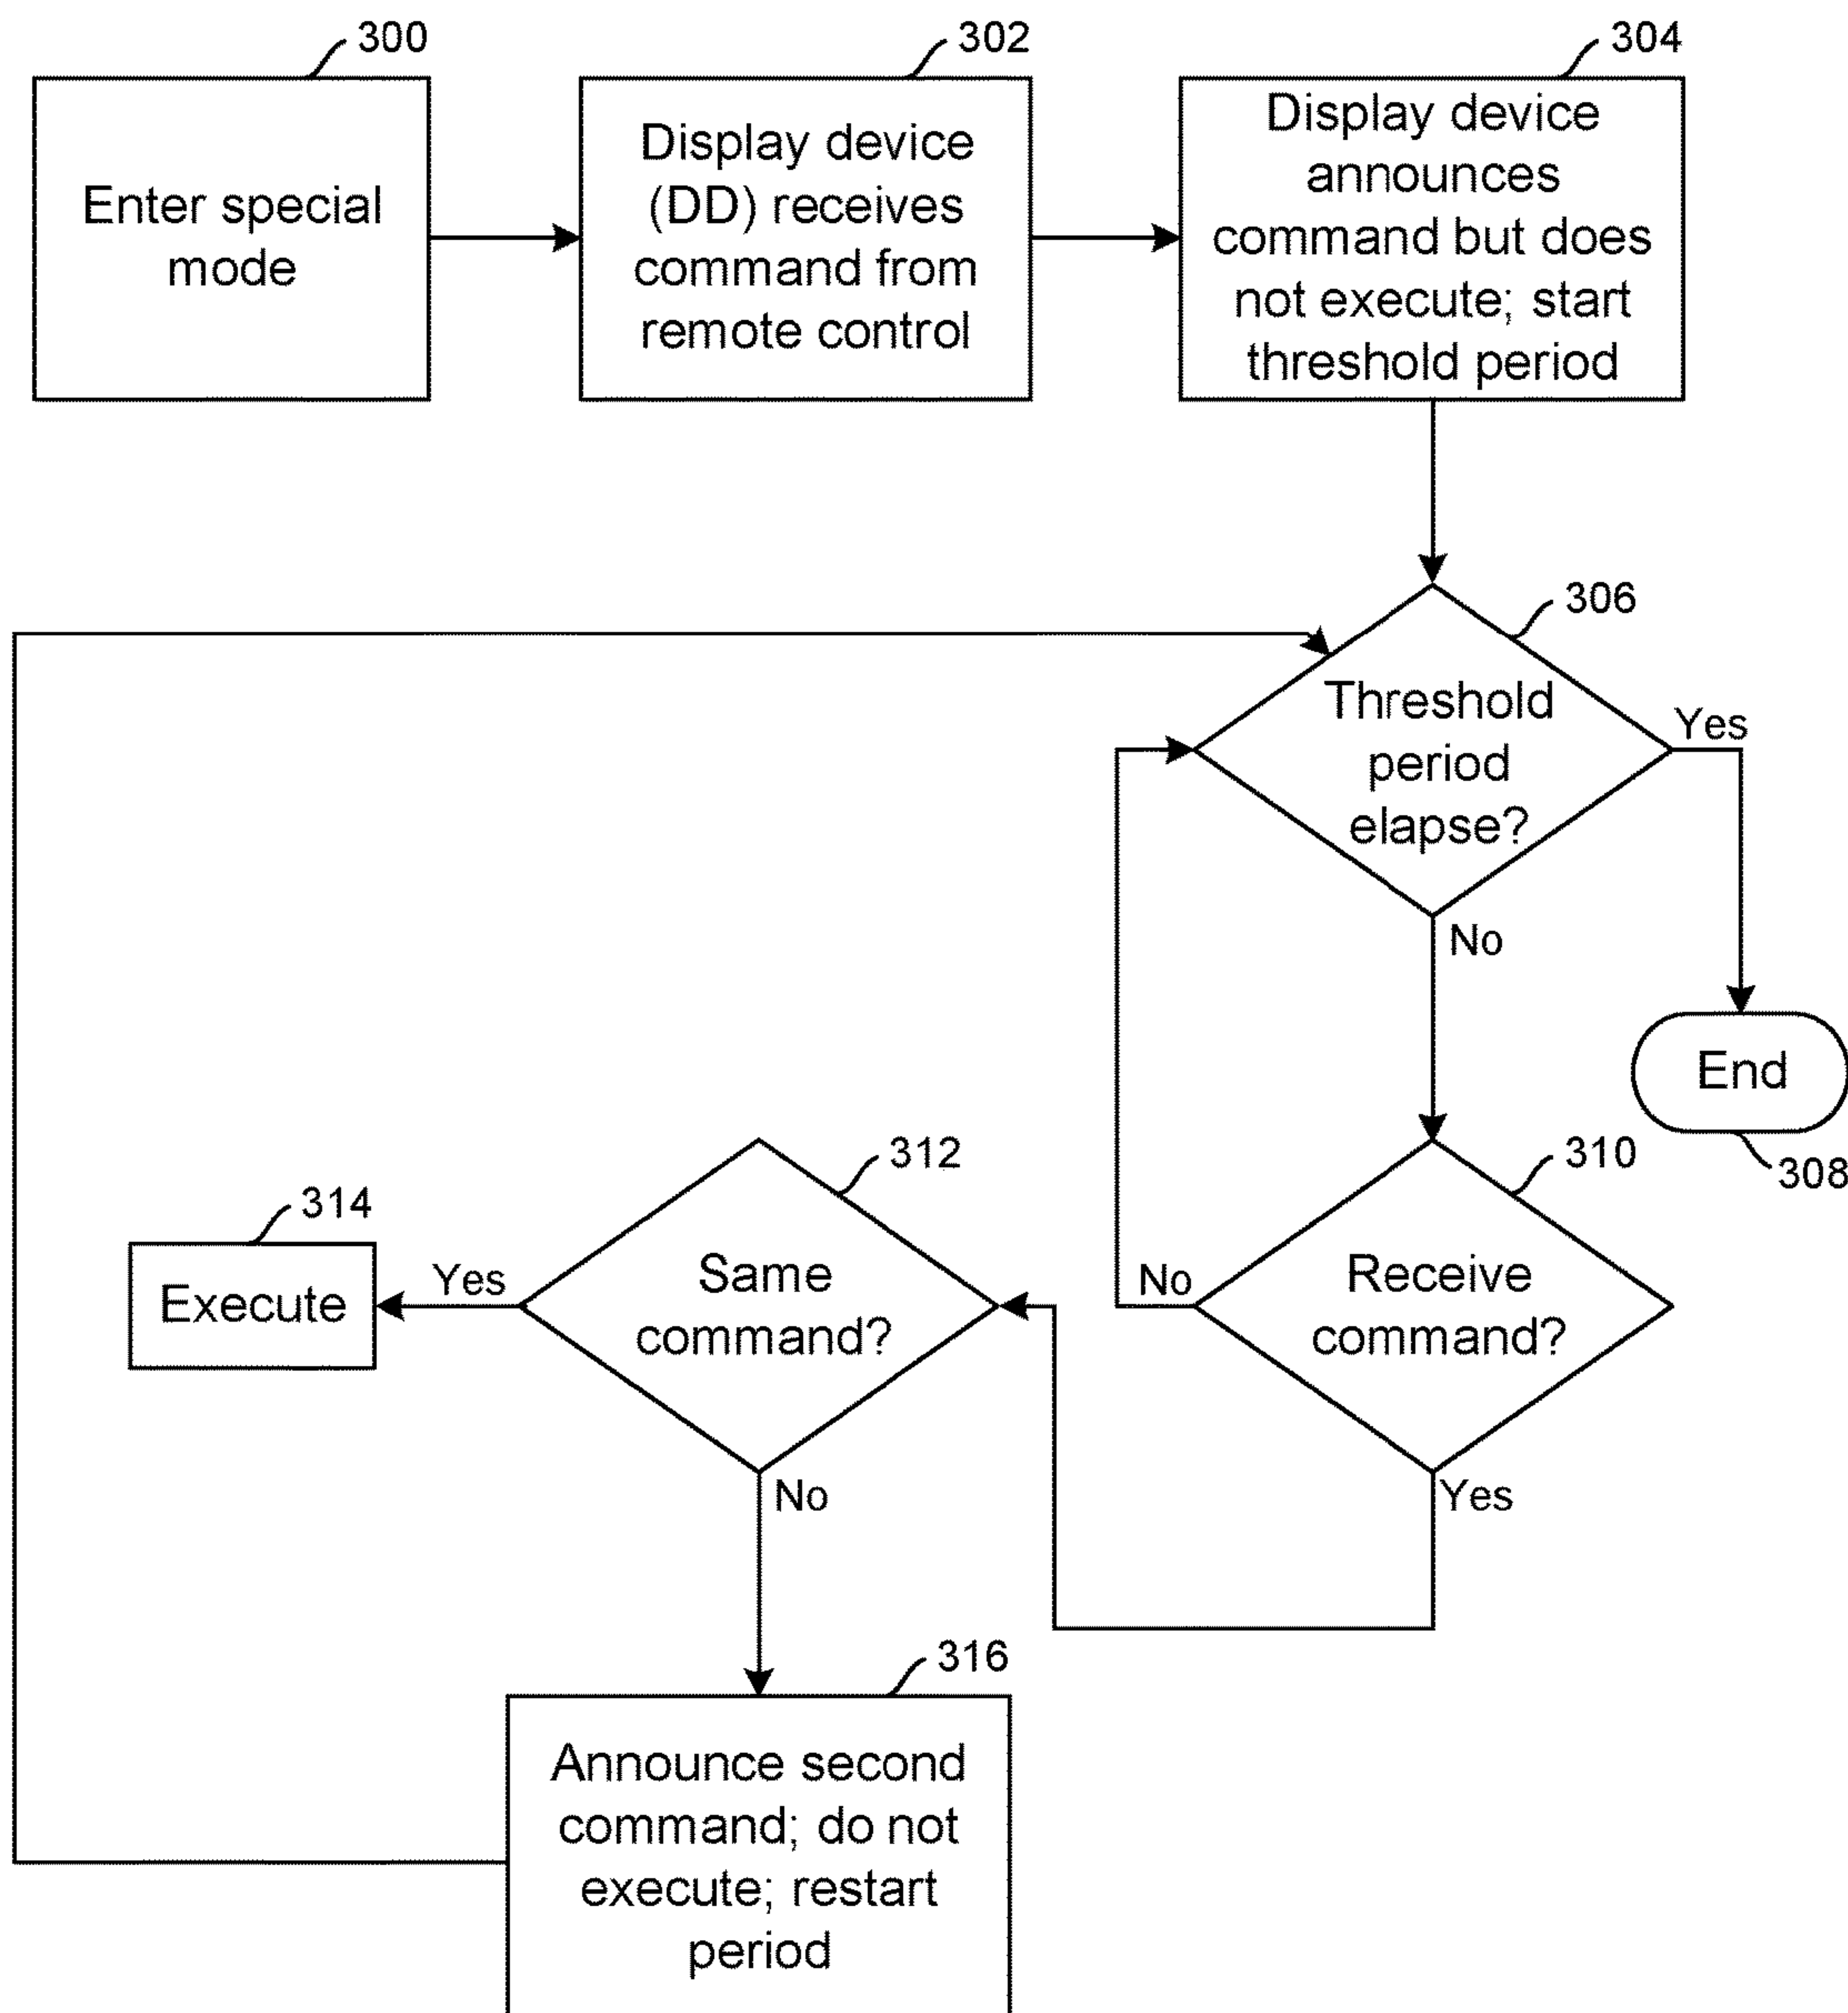 300
Enter special
mode
302
Display device
(DD) receives
command from
remote control
304
Display device
announces
command but does
not execute; start
threshold period
306
Threshold
period
elapse?
Yes
No
End
308
310
Receive
command?
No
Yes
312
Same
command?
Yes
No
314
Execute
316
Announce second
command; do not
execute; restart
period